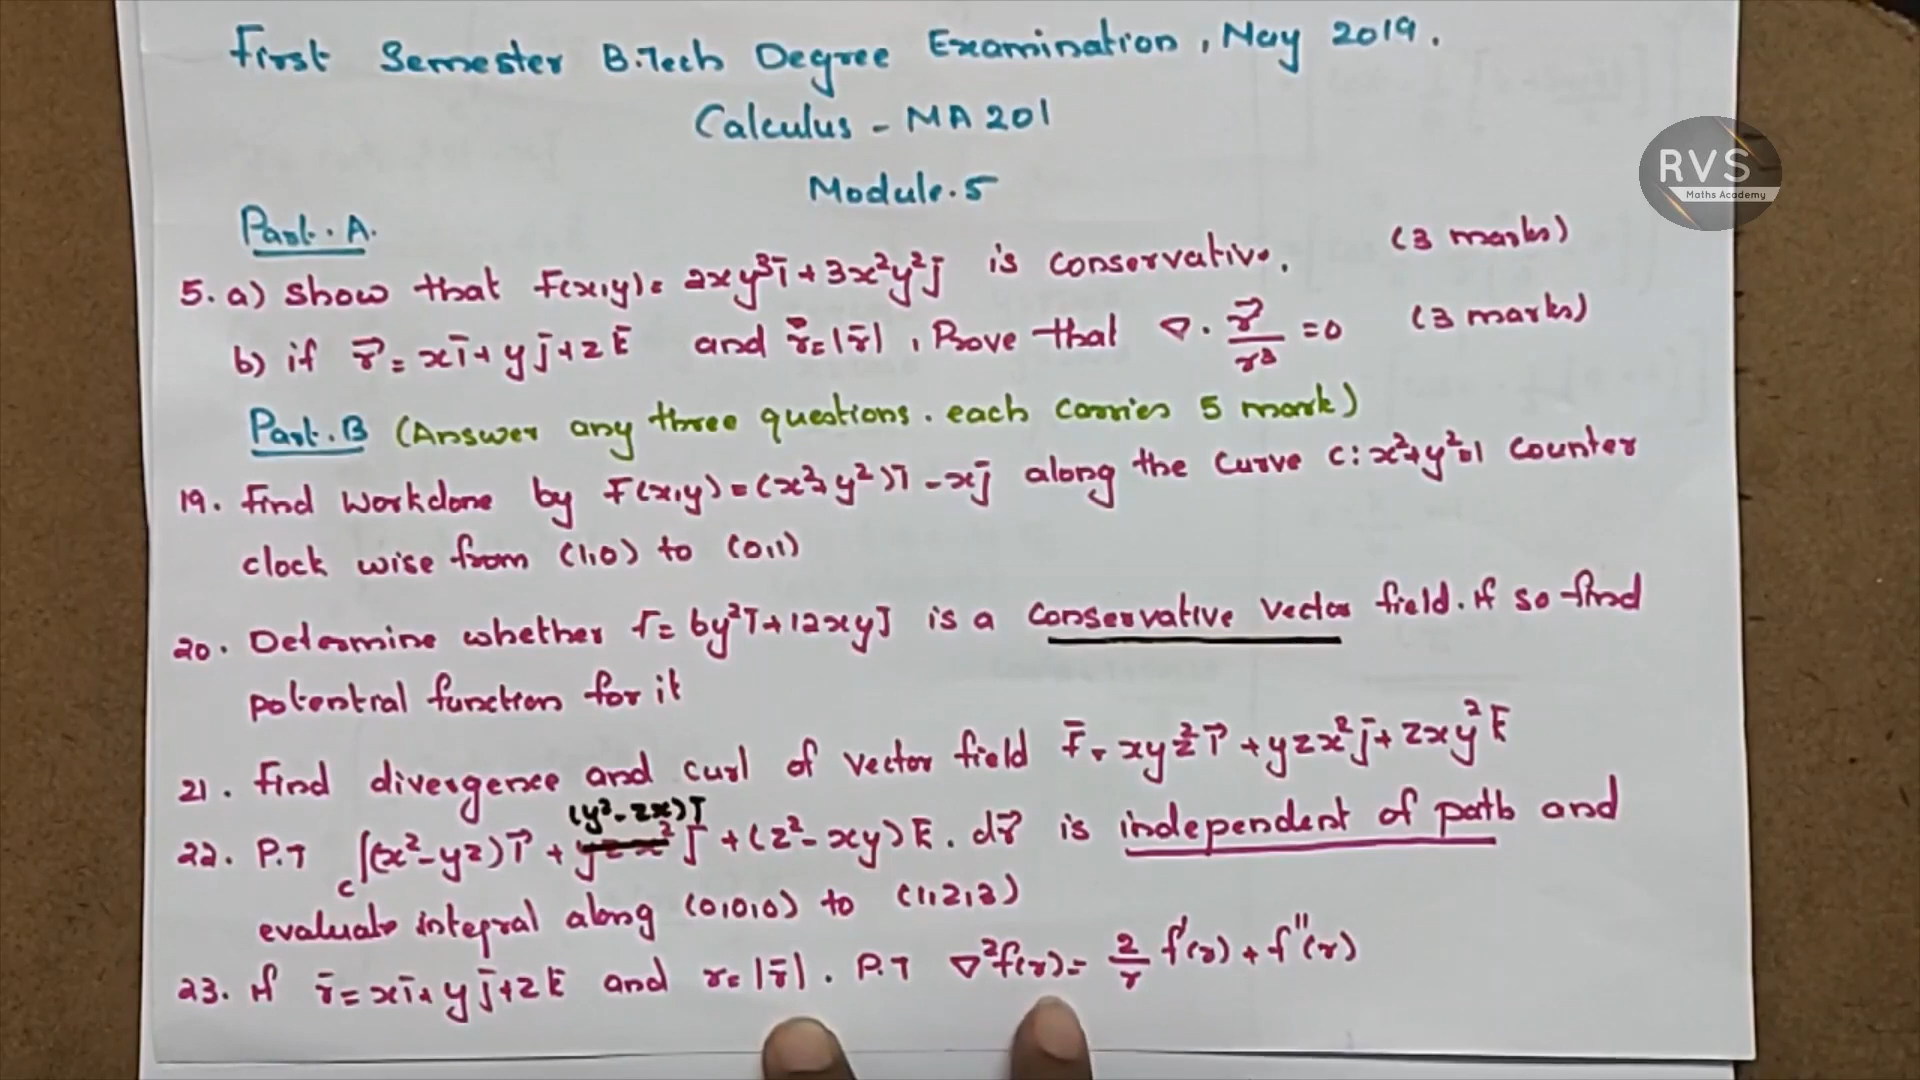 First Semester B.Tech Degree Examination, May 2019.
Calculus - MA 201
Module.5
RVS
Maths Academy
Part.A.
5. a) Show that F(x,y)= 2xy³i̅ + 3x²y²j̅ is conservative. (3 marks)
b) if r⃗ = xi̅ + yj̅ + zk̅ and r̅=|r̅|, Prove that ∇ . r⃗/r³ =0 (3 marks)
Part.B (Answer any three questions. each carries 5 mark)
19. Find workdone by F(x,y)=(x²+y²)i̅ - xj̅ along the curve c: x²+y²=1 counter
clock wise from (1,0) to (0,1)
20. Determine whether F= 6y²i̅ + 12xyj̅ is a conservative vector field. If so find
potential function for it
21. Find divergence and curl of vector field F̅ = xyz²i⃗ + yzx²j̅ + zxy²k̅
(y²-zx)i̅
22. P.T ∫c (x²-yz)i⃗ + j̅ + (z²-xy)k̅ . dr⃗ is independent of path and
evaluate integral along (0,0,0) to (1,2,3)
23. If r̅ = xi̅ + yj̅ + zk̅ and r=|r̅|. P.T ∇²f(r)= 2/r f'(r) + f''(r)